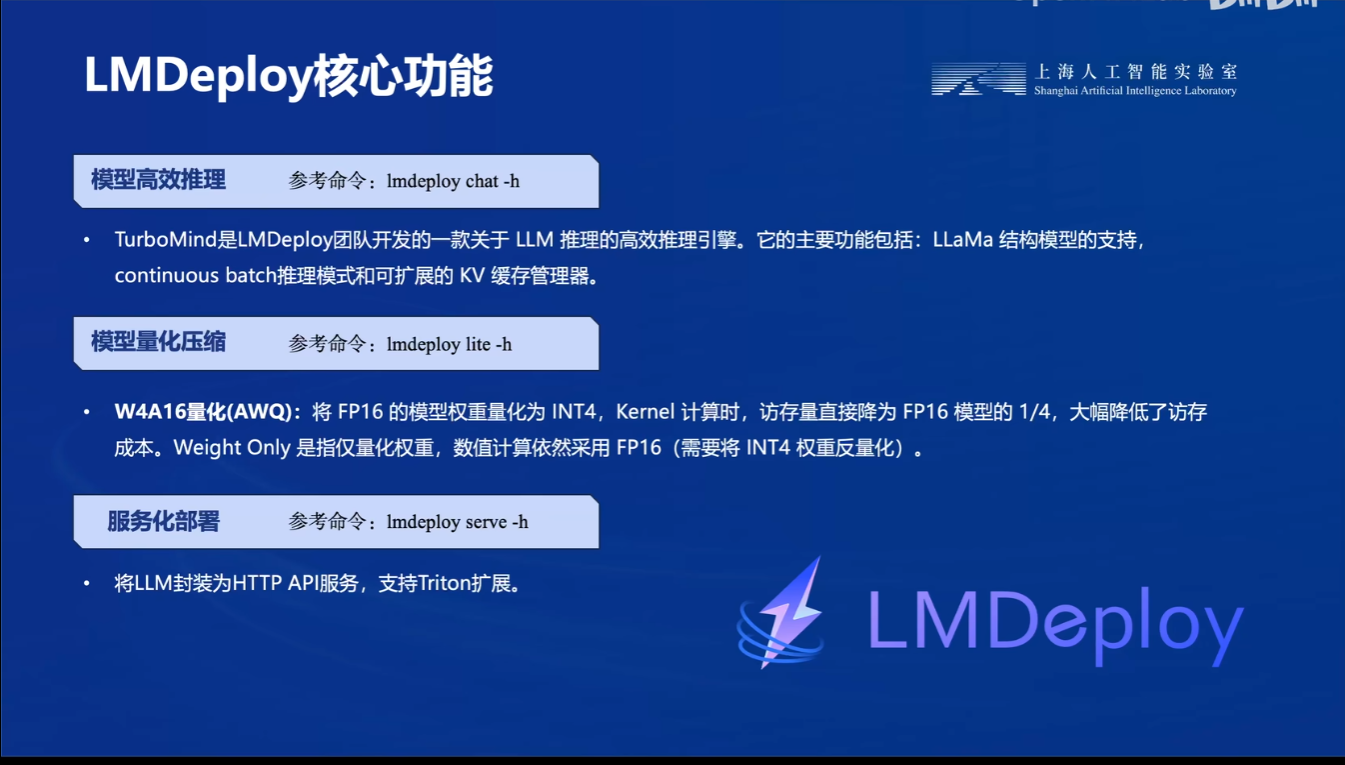 LMDeploy核心功能
上海人工智能实验室
Shanghai Artificial Intelligence Laboratory
模型高效推理 参考命令：lmdeploy chat -h
• TurboMind是LMDeploy团队开发的一款关于 LLM 推理的高效推理引擎。它的主要功能包括：LLaMa 结构模型的支持，
continuous batch推理模式和可扩展的 KV 缓存管理器。
模型量化压缩 参考命令：lmdeploy lite -h
• W4A16量化(AWQ)：将 FP16 的模型权重量化为 INT4，Kernel 计算时，访存量直接降为 FP16 模型的 1/4，大幅降低了访存
成本。Weight Only 是指仅量化权重，数值计算依然采用 FP16（需要将 INT4 权重反量化）。
服务化部署 参考命令：lmdeploy serve -h
• 将LLM封装为HTTP API服务，支持Triton扩展。
LMDeploy